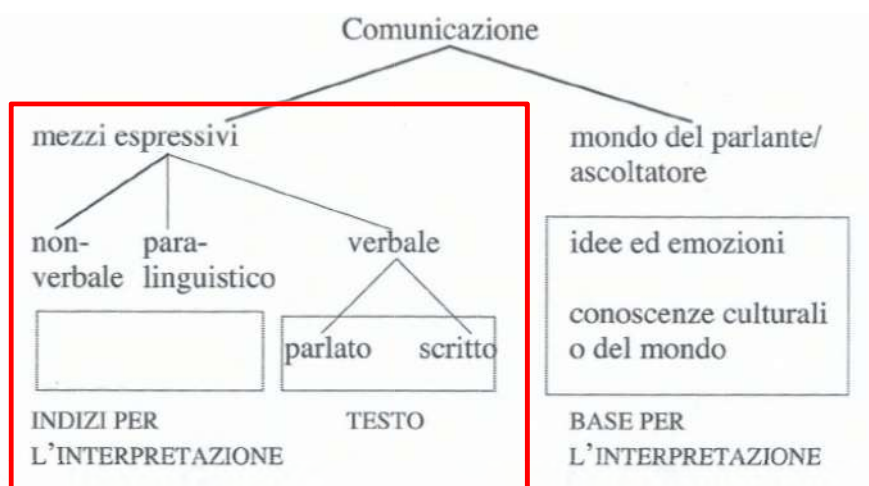 Comunicazione
mezzi espressivi
mondo del parlante/
ascoltatore
non-
verbale
para-
linguistico
verbale
parlato
scritto
idee ed emozioni
conoscenze culturali
o del mondo
INDIZI PER
L'INTERPRETAZIONE
TESTO
BASE PER
L'INTERPRETAZIONE